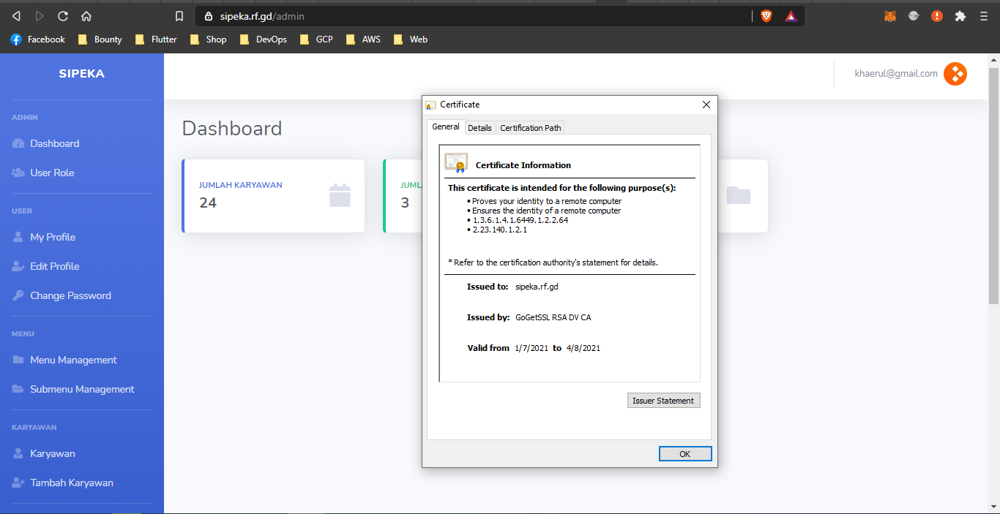 sipeka.rf.gd/admin
Facebook Bounty Flutter Shop DevOps GCP AWS Web
SIPEKA
ADMIN
Dashboard
User Role
USER
My Profile
Edit Profile
Change Password
MENU
Menu Management
Submenu Management
KARYAWAN
Karyawan
Tambah Karyawan
khaerul@gmail.com
Dashboard
JUMLAH KARYAWAN
24
JUML
3
Certificate
General Details Certification Path
Certificate Information
This certificate is intended for the following purpose(s):
• Proves your identity to a remote computer
• Ensures the identity of a remote computer
• 1.3.6.1.4.1.6449.1.2.2.64
• 2.23.140.1.2.1
* Refer to the certification authority's statement for details.
Issued to: sipeka.rf.gd
Issued by: GoGetSSL RSA DV CA
Valid from 1/7/2021 to 4/8/2021
Issuer Statement
OK